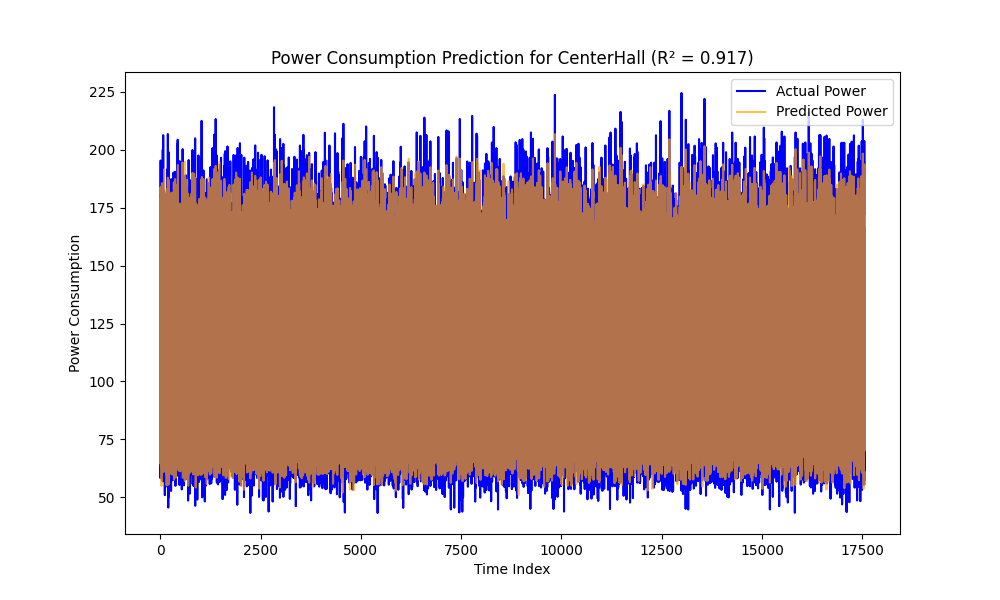 Power Consumption Prediction for CenterHall (R² = 0.917)
Actual Power
Predicted Power
Power Consumption
225
200
175
150
125
100
75
50
0 2500 5000 7500 10000 12500 15000 17500
Time Index